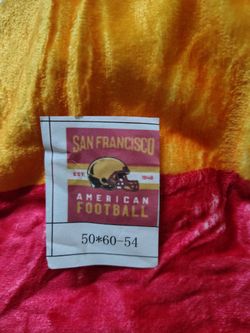 SAN FRANCISCO
EST. 1946
AMERICAN
FOOTBALL
50*60-54